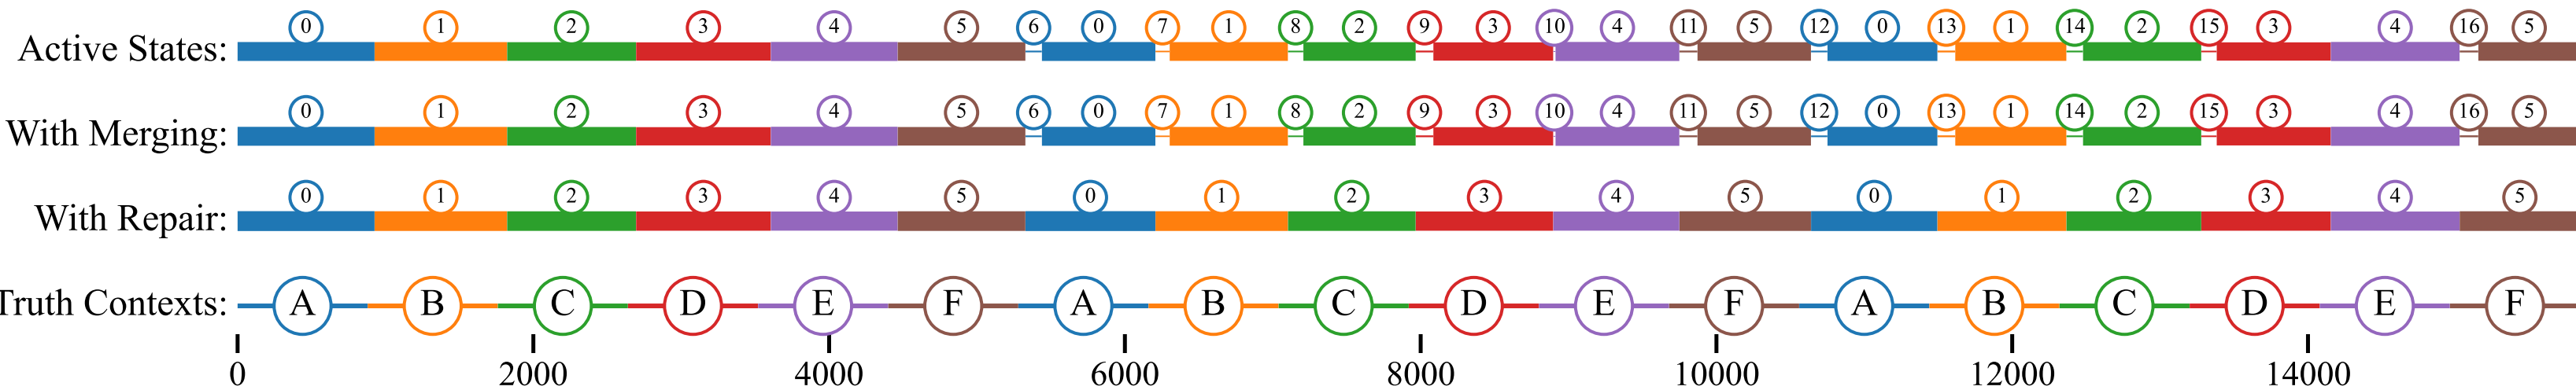 Active States: 0 1 2 3 4 5 6 0 7 1 8 2 9 3 10 4 11 5 12 0 13 1 14 2 15 3 4 16 5
With Merging: 0 1 2 3 4 5 6 0 7 1 8 2 9 3 10 4 11 5 12 0 13 1 14 2 15 3 4 16 5
With Repair: 0 1 2 3 4 5 0 1 2 3 4 5 0 1 2 3 4 5
Truth Contexts: A B C D E F A B C D E F A B C D E F
0 2000 4000 6000 8000 10000 12000 14000